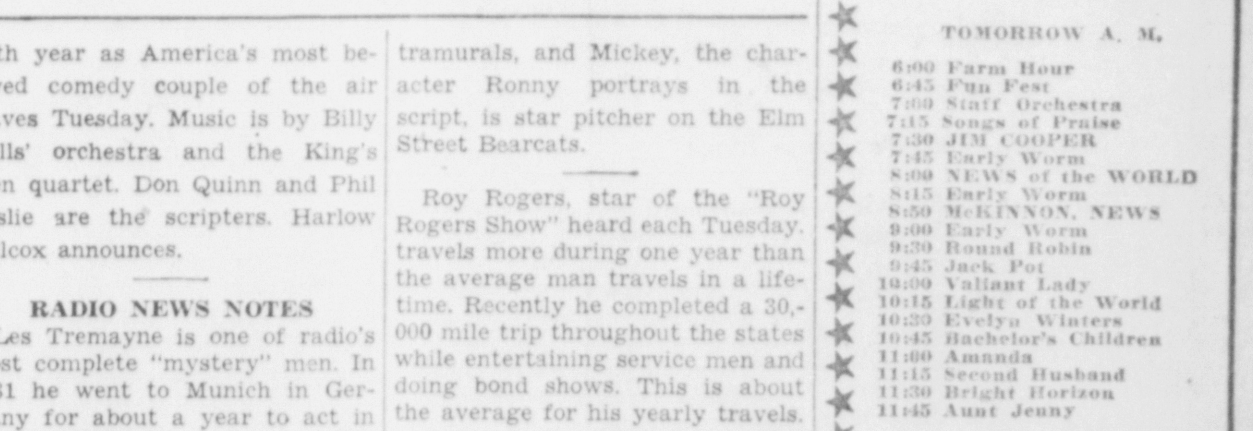 th year as America's most be-
ed comedy couple of the air
ves Tuesday. Music is by Billy
lls' orchestra and the King's
n quartet. Don Quinn and Phil
slie are the scripters. Harlow
lcox announces.
RADIO NEWS NOTES
Les Tremayne is one of radio's
st complete "mystery" men. In
1 he went to Munich in Ger-
ny for about a year to act in
tramurals, and Mickey, the char-
acter Ronny portrays in the
script, is star pitcher on the Elm
Street Bearcats.
Roy Rogers, star of the "Roy
Rogers Show" heard each Tuesday,
travels more during one year than
the average man travels in a life-
time. Recently he completed a 30,-
000 mile trip throughout the states
while entertaining service men and
doing bond shows. This is about
the average for his yearly travels.
TOMORROW A. M.
6:00 Farm Hour
6:45 Fun Fest
7:00 Staff Orchestra
7:15 Songs of Praise
7:30 JIM COOPER
7:45 Early Worm
8:00 NEWS of the WORLD
8:15 Early Worm
8:50 McKINNON, NEWS
9:00 Early Worm
9:30 Round Robin
9:45 Jack Pot
10:00 Valiant Lady
10:15 Light of the World
10:30 Evelyn Winters
10:45 Bachelor's Children
11:00 Amanda
11:15 Second Husband
11:30 Bright Horizon
11:45 Aunt Jenny